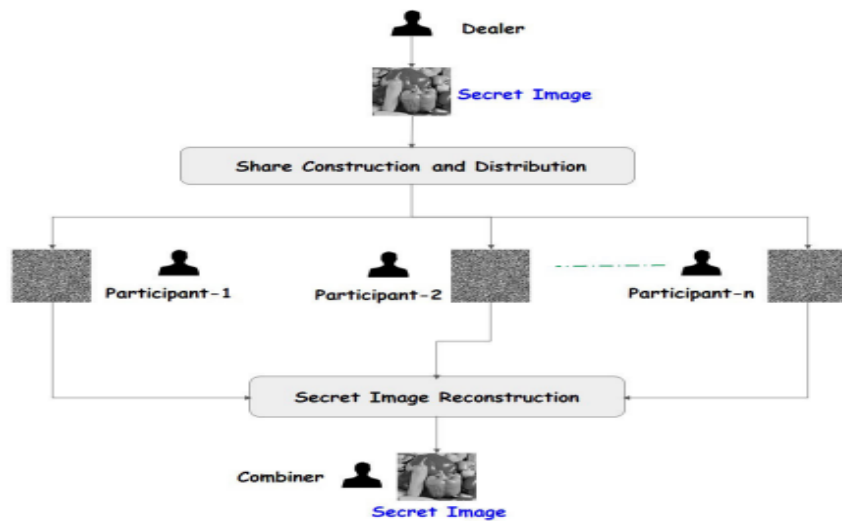 Dealer
Secret Image
Share Construction and Distribution
Participant-1
Participant-2
Participant-n
Secret Image Reconstruction
Combiner
Secret Image